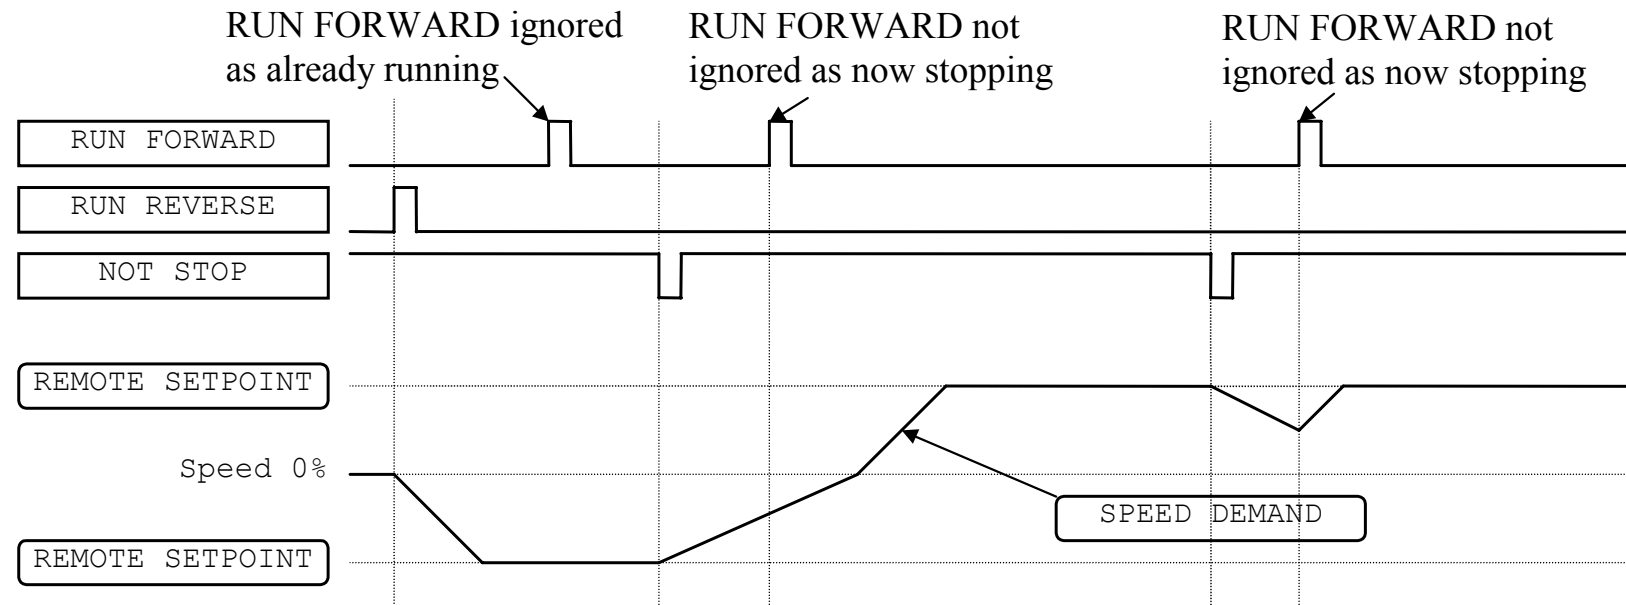 RUN FORWARD ignored
as already running
RUN FORWARD not
ignored as now stopping
RUN FORWARD not
ignored as now stopping
RUN FORWARD
RUN REVERSE
NOT STOP
REMOTE SETPOINT
Speed 0%
SPEED DEMAND
REMOTE SETPOINT